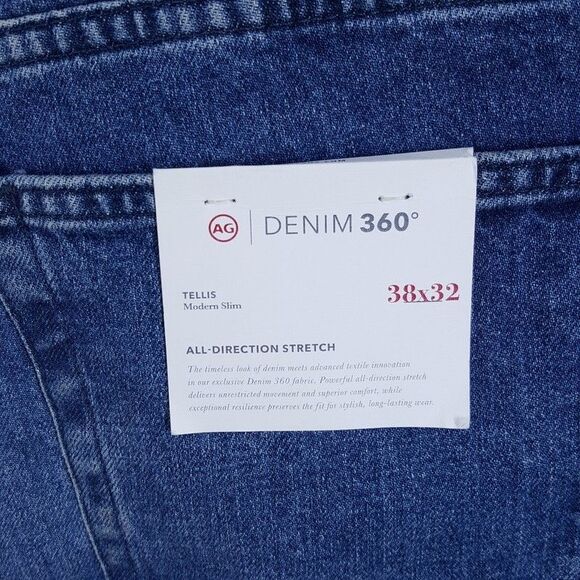 AG DENIM 360°
TELLIS
Modern Slim
38x32
ALL-DIRECTION STRETCH
The timeless look of denim meets advanced textile innovation
in our exclusive Denim 360 fabric. Powerful all-direction stretch
delivers unrestricted movement and superior comfort, while
exceptional resilience preserves the fit for stylish, long-lasting wear.